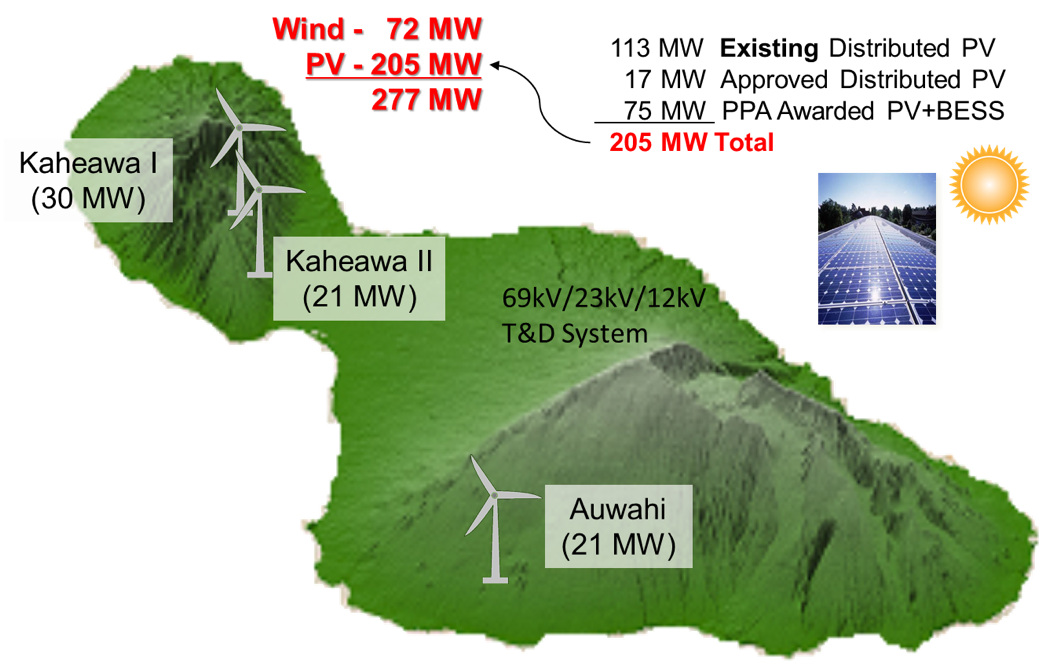 Wind - 72 MW
PV - 205 MW
277 MW
113 MW Existing Distributed PV
17 MW Approved Distributed PV
75 MW PPA Awarded PV+BESS
205 MW Total
Kaheawa I
(30 MW)
Kaheawa II
(21 MW)
69kV/23kV/12kV
T&D System
Auwahi
(21 MW)